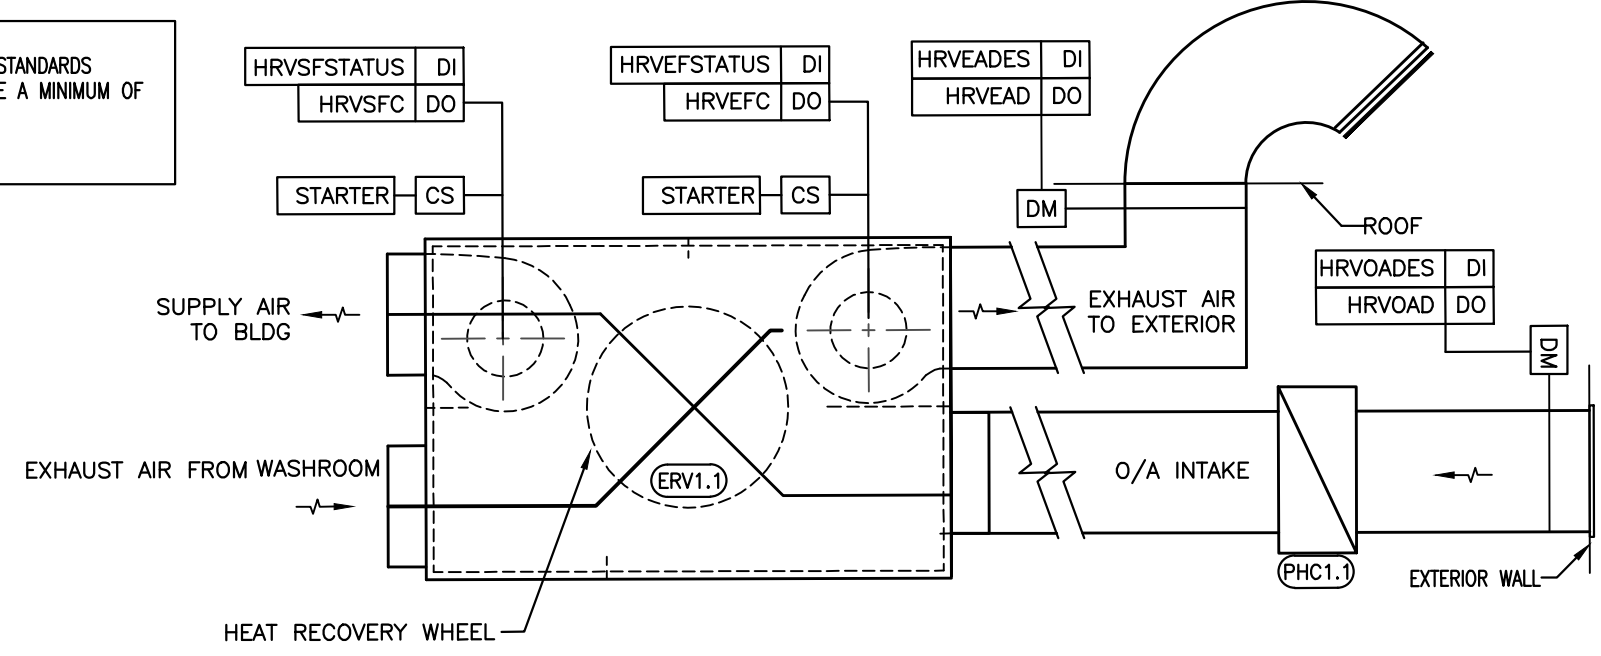 STANDARDS
E A MINIMUM OF
HRVSFSTATUS DI
HRVSFC DO
STARTER CS
HRVEFSTATUS DI
HRVEFC DO
STARTER CS
HRVEADES DI
HRVEAD DO
DM
ROOF
HRVOADES DI
HRVOAD DO
DM
SUPPLY AIR
TO BLDG
EXHAUST AIR
TO EXTERIOR
EXHAUST AIR FROM WASHROOM
ERV1.1
O/A INTAKE
PHC1.1
EXTERIOR WALL
HEAT RECOVERY WHEEL